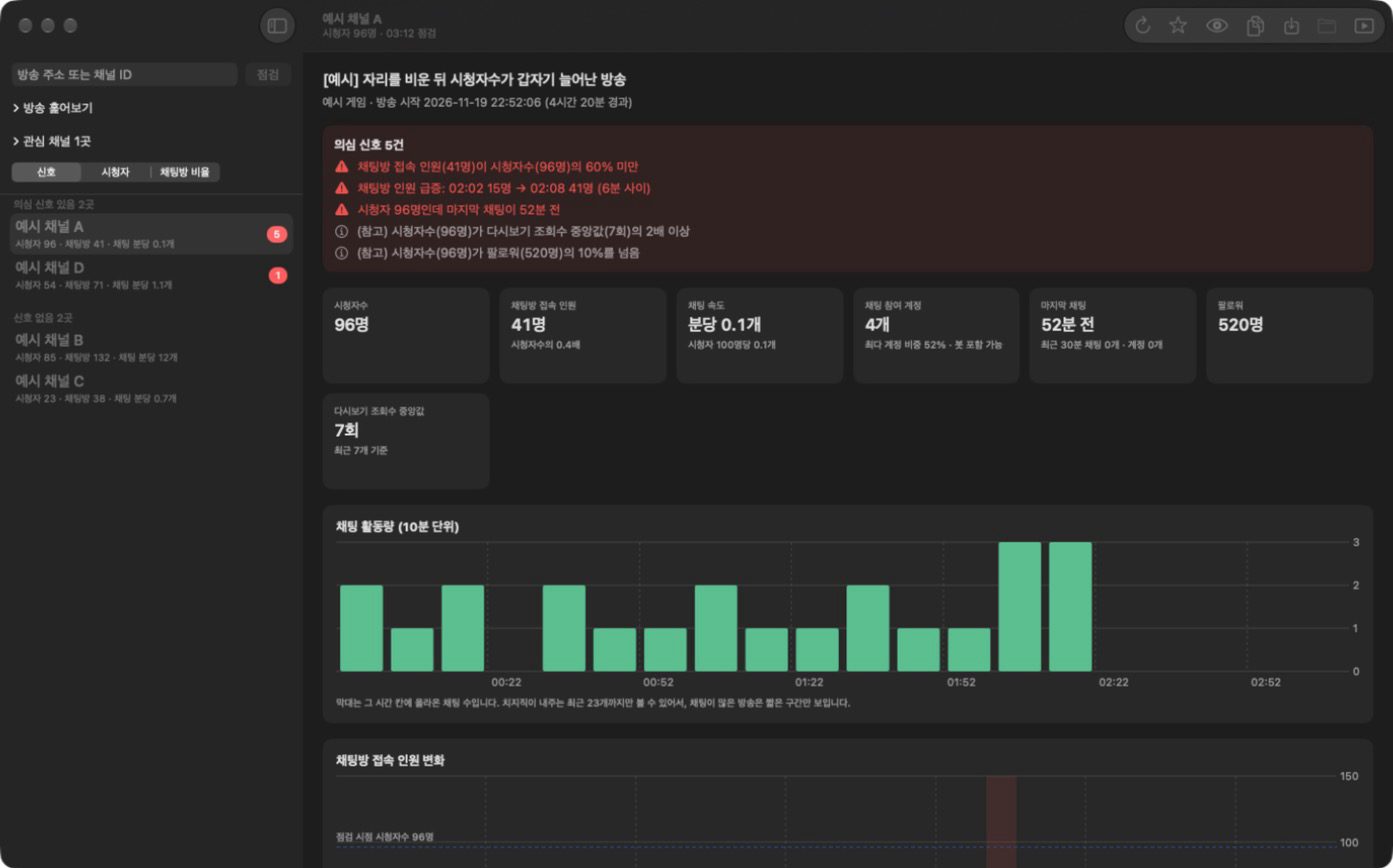 예시 채널 A
시청자 96명 · 03:12 점검
방송 주소 또는 채널 ID
점검
방송 훑어보기
관심 채널 1곳
신호
시청자
채팅방 비율
의심 신호 있음 2곳
예시 채널 A
시청자 96 · 채팅방 41 · 채팅 분당 0.1개
5
예시 채널 D
시청자 54 · 채팅방 71 · 채팅 분당 1.1개
1
신호 없음 2곳
예시 채널 B
시청자 85 · 채팅방 132 · 채팅 분당 12개
예시 채널 C
시청자 23 · 채팅방 38 · 채팅 분당 0.7개
[예시] 자리를 비운 뒤 시청자수가 갑자기 늘어난 방송
예시 게임 · 방송 시작 2026-11-19 22:52:06 (4시간 20분 경과)
의심 신호 5건
채팅방 접속 인원(41명)이 시청자수(96명)의 60% 미만
채팅방 인원 급증: 02:02 15명 → 02:08 41명 (6분 사이)
시청자 96명인데 마지막 채팅이 52분 전
(참고) 시청자수(96명)가 다시보기 조회수 중앙값(7회)의 2배 이상
(참고) 시청자수(96명)가 팔로워(520명)의 10%를 넘음
시청자수
96명
채팅방 접속 인원
41명
시청자수의 0.4배
채팅 속도
분당 0.1개
시청자 100명당 0.1개
채팅 참여 계정
4개
최다 계정 비중 52% · 봇 포함 가능
마지막 채팅
52분 전
최근 30분 채팅 0개 · 계정 0개
팔로워
520명
다시보기 조회수 중앙값
7회
최근 7개 기준
채팅 활동량 (10분 단위)
3
2
1
0
00:22
00:52
01:22
01:52
02:22
02:52
막대는 그 시간 칸에 올라온 채팅 수입니다. 치지직이 내주는 최근 23개까지만 볼 수 있어서, 채팅이 많은 방송은 짧은 구간만 보입니다.
채팅방 접속 인원 변화
150
점검 시점 시청자수 96명
100